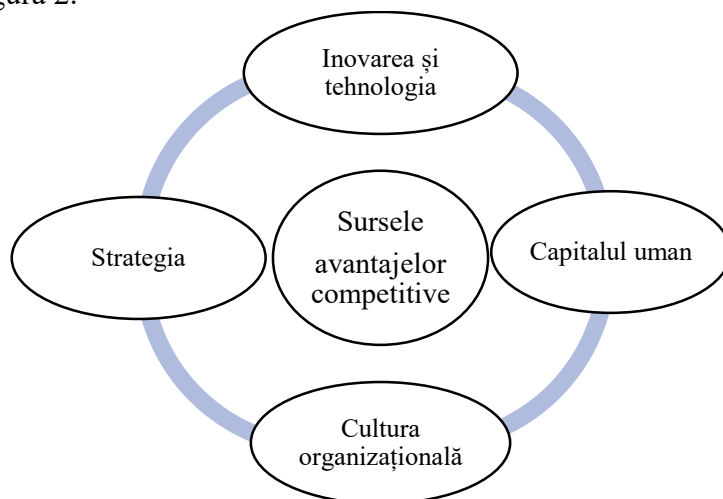 Inovarea și
tehnologia
Sursele
avantajelor
competitive
Strategia
Capitalul uman
Cultura
organizațională